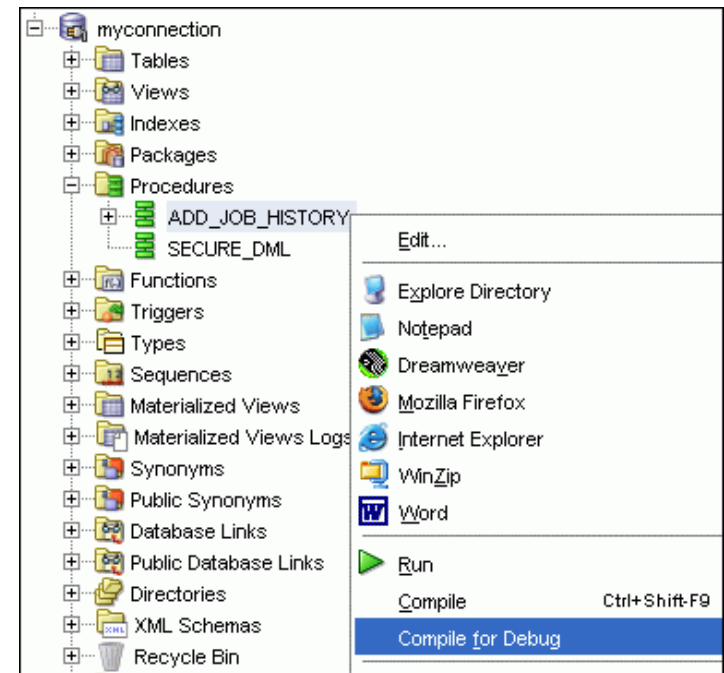 myconnection
Tables
Views
Indexes
Packages
Procedures
ADD_JOB_HISTORY
SECURE_DML
Functions
Triggers
Types
Sequences
Materialized Views
Materialized Views Logs
Synonyms
Public Synonyms
Database Links
Public Database Links
Directories
XML Schemas
Recycle Bin
Edit...
Explore Directory
Notepad
Dreamweaver
Mozilla Firefox
Internet Explorer
WinZip
Word
Run
Compile Ctrl+Shift-F9
Compile for Debug